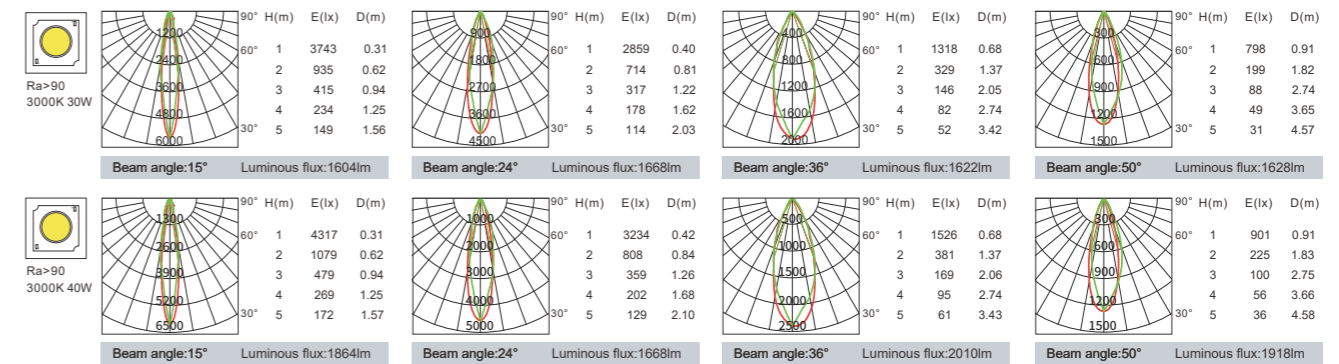 Ra>90
3000K 30W
1200
2400
3600
4800
6000
90°
60°
30°
H(m) E(lx) D(m)
1 3743 0.31
2 935 0.62
3 415 0.94
4 234 1.25
5 149 1.56
Beam angle:15° Luminous flux:1604lm
900
1800
2700
3600
4500
90°
60°
30°
H(m) E(lx) D(m)
1 2859 0.40
2 714 0.81
3 317 1.22
4 178 1.62
5 114 2.03
Beam angle:24° Luminous flux:1668lm
400
800
1200
1600
2000
90°
60°
30°
H(m) E(lx) D(m)
1 1318 0.68
2 329 1.37
3 146 2.05
4 82 2.74
5 52 3.42
Beam angle:36° Luminous flux:1622lm
300
600
900
1200
1500
90°
60°
30°
H(m) E(lx) D(m)
1 798 0.91
2 199 1.82
3 88 2.74
4 49 3.65
5 31 4.57
Beam angle:50° Luminous flux:1628lm
Ra>90
3000K 40W
1300
2600
3900
5200
6500
90°
60°
30°
H(m) E(lx) D(m)
1 4317 0.31
2 1079 0.62
3 479 0.94
4 269 1.25
5 172 1.57
Beam angle:15° Luminous flux:1864lm
1000
2000
3000
4000
5000
90°
60°
30°
H(m) E(lx) D(m)
1 3234 0.42
2 808 0.84
3 359 1.26
4 202 1.68
5 129 2.10
Beam angle:24° Luminous flux:1668lm
500
1000
1500
2000
2500
90°
60°
30°
H(m) E(lx) D(m)
1 1526 0.68
2 381 1.37
3 169 2.06
4 95 2.74
5 61 3.43
Beam angle:36° Luminous flux:2010lm
300
600
900
1200
1500
90°
60°
30°
H(m) E(lx) D(m)
1 901 0.91
2 225 1.83
3 100 2.75
4 56 3.66
5 36 4.58
Beam angle:50° Luminous flux:1918lm